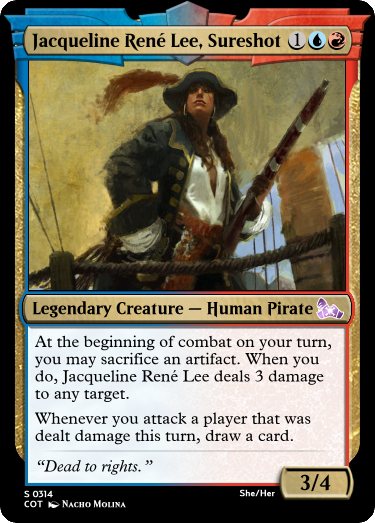 Jacqueline René Lee, Sureshot 1
Legendary Creature — Human Pirate
At the beginning of combat on your turn,
you may sacrifice an artifact. When you
do, Jacqueline René Lee deals 3 damage
to any target.
Whenever you attack a player that was
dealt damage this turn, draw a card.
“Dead to rights.”
3/4
S 0314
She/Her
COT Nacho Molina